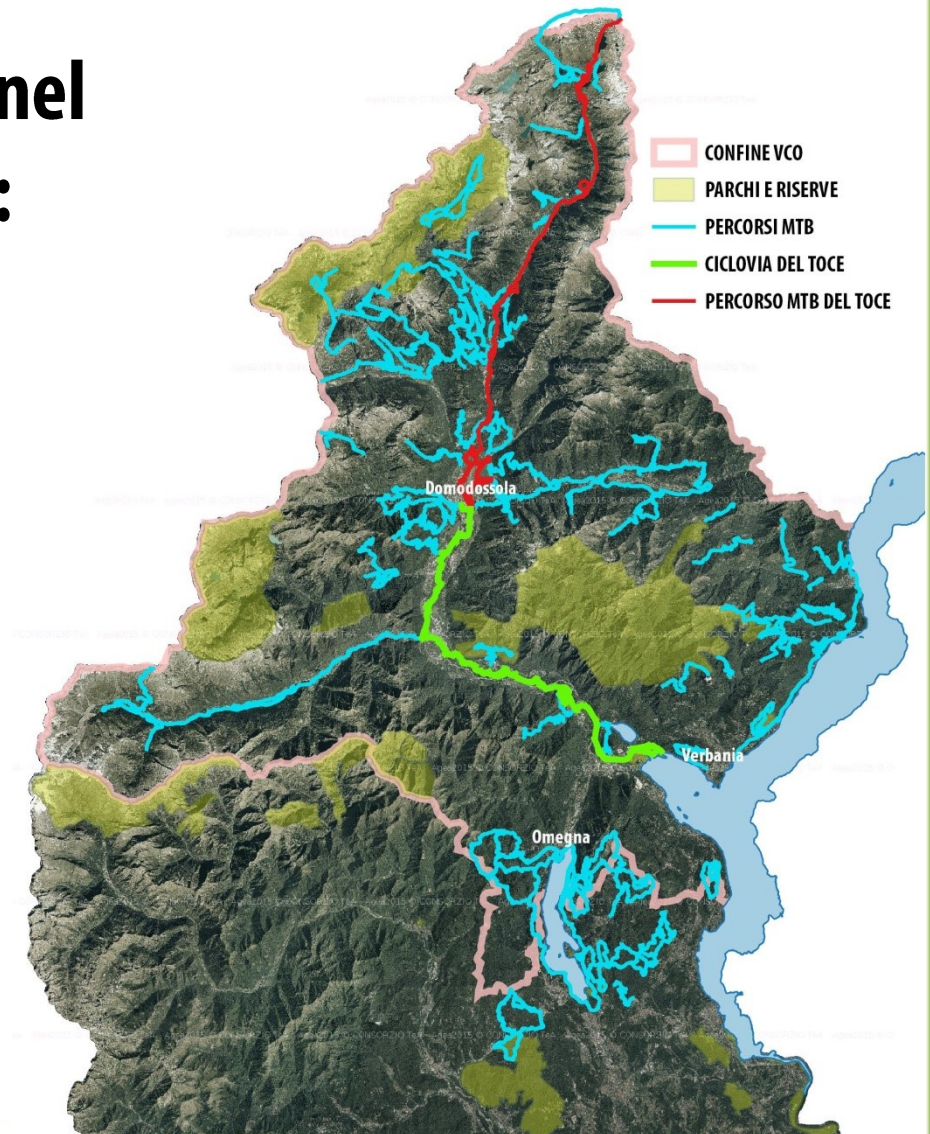 nel
:
CONFINE VCO
PARCHI E RISERVE
PERCORSI MTB
CICLOVIA DEL TOCE
PERCORSO MTB DEL TOCE
Domodossola
Verbania
Omegna